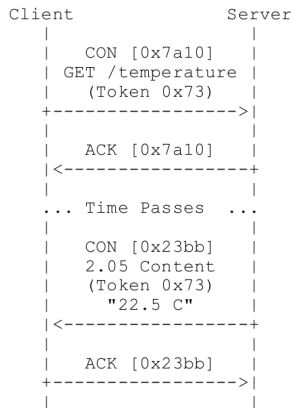 Client Server
CON [0x7a10]
GET /temperature
(Token 0x73)
ACK [0x7a10]
... Time Passes ...
CON [0x23bb]
2.05 Content
(Token 0x73)
"22.5 C"
ACK [0x23bb]